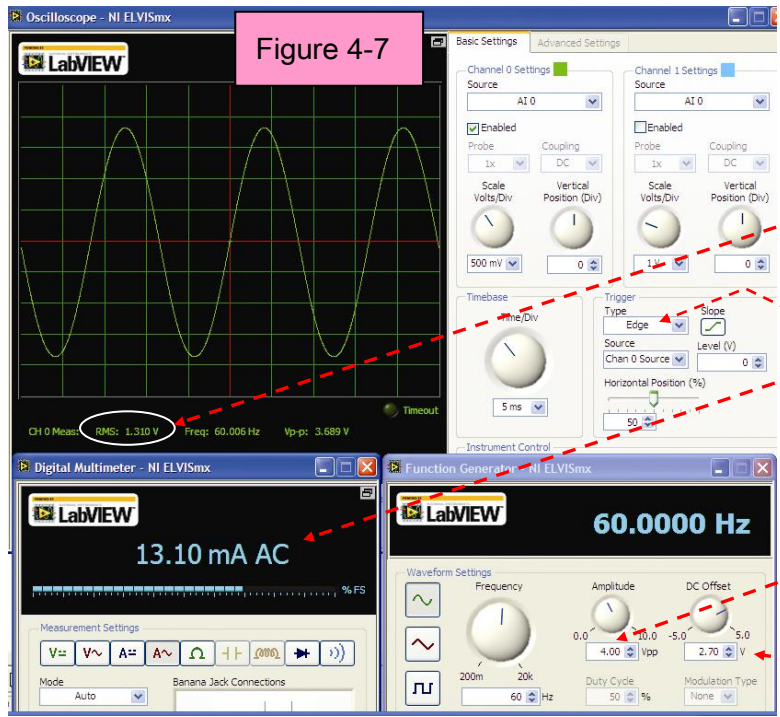 Oscilloscope - NI ELVISmx
Figure 4-7
POWERED BY
LabVIEW
Basic Settings
Advanced Settings
Channel 0 Settings
Source
AI 0
Enabled
Probe
Coupling
1x
DC
Scale
Volts/Div
Vertical
Position (Div)
500 mV
0
Channel 1 Settings
Source
AI 0
Enabled
Probe
Coupling
1x
DC
Scale
Volts/Div
Vertical
Position (Div)
1 V
0
Timebase
Time/Div
5 ms
Trigger
Type
Slope
Edge
Source
Level (V)
Chan 0 Source
0
Horizontal Position (%)
50
Timeout
CH 0 Meas: RMS: 1.310 V Freq: 60.006 Hz Vp-p: 3.689 V
Instrument Control
Digital Multimeter - NI ELVISmx
POWERED BY
LabVIEW
13.10 mA AC
% FS
Measurement Settings
V=
V~
A=
A~
Ω
Mode
Auto
Banana Jack Connections
Function Generator - NI ELVISmx
POWERED BY
LabVIEW
60.0000 Hz
Waveform Settings
Frequency
200m
20k
60 Hz
Amplitude
0.0
10.0
4.00 Vpp
DC Offset
-5.0
5.0
2.70 V
Duty Cycle
50 %
Modulation Type
None